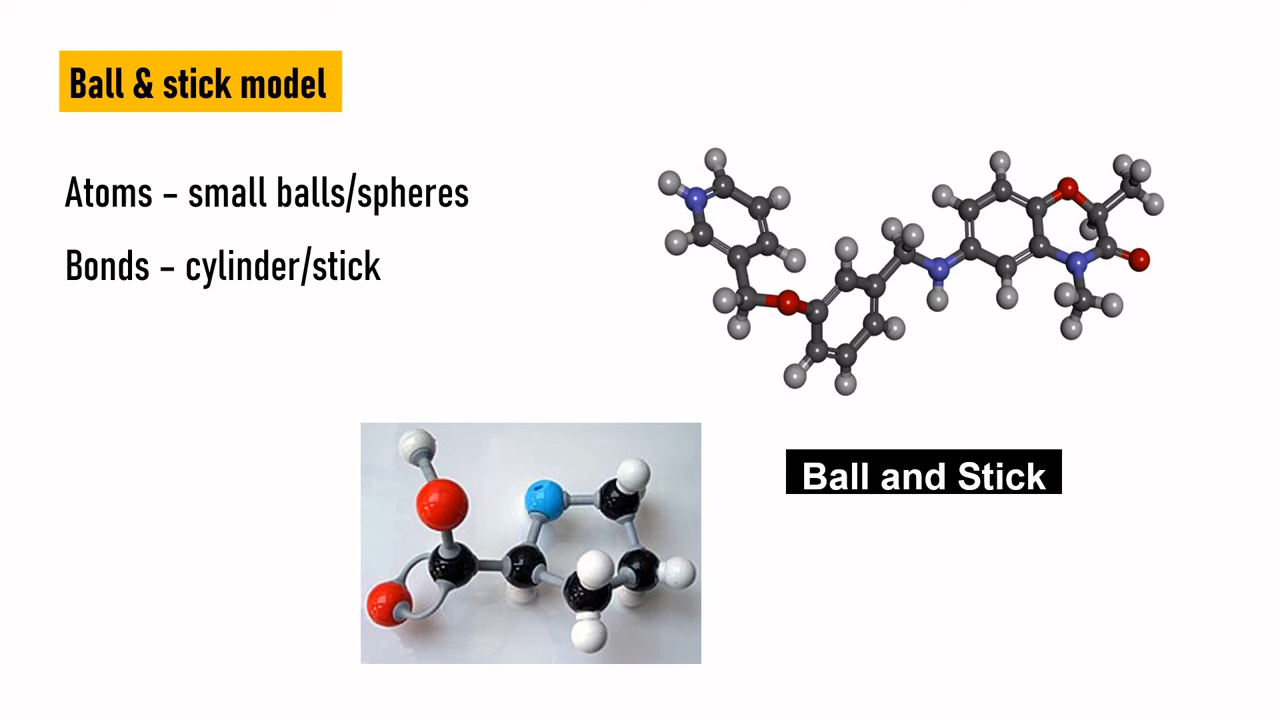 Ball & stick model
Atoms – small balls/spheres
Bonds – cylinder/stick
Ball and Stick